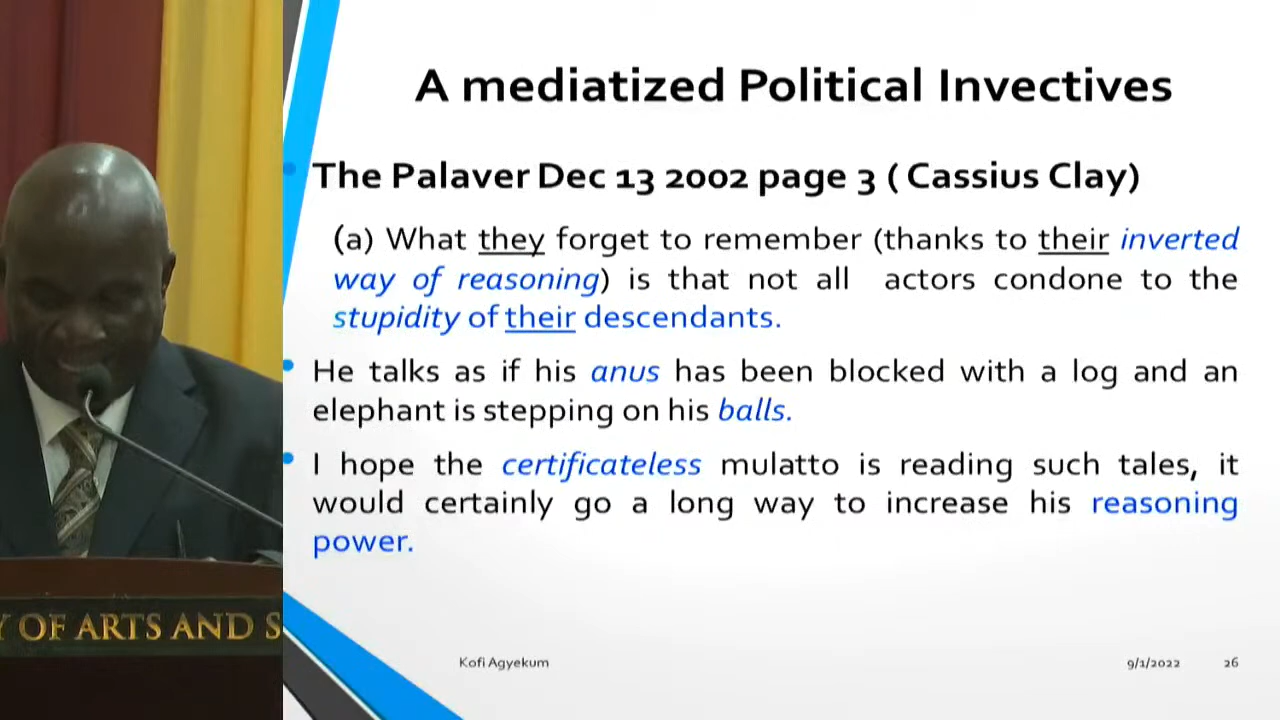 A mediatized Political Invectives
The Palaver Dec 13 2002 page 3 ( Cassius Clay)
(a) What they forget to remember (thanks to their inverted
way of reasoning) is that not all actors condone to the
stupidity of their descendants.
He talks as if his anus has been blocked with a log and an
elephant is stepping on his balls.
I hope the certificateless mulatto is reading such tales, it
would certainly go a long way to increase his reasoning
power.
Y OF ARTS AND S
Kofi Agyekum 9/1/2022 26